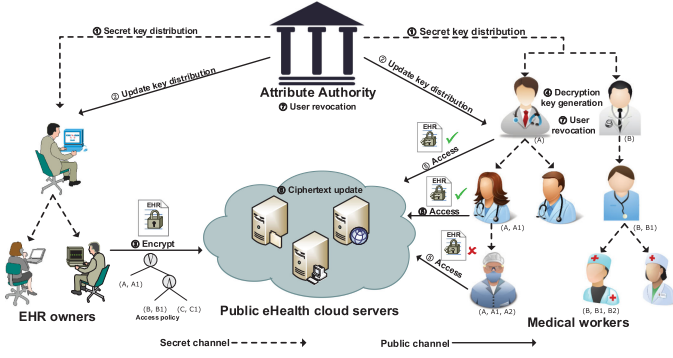 ① Secret key distribution
① Secret key distribution
② Update key distribution
② Update key distribution
Attribute Authority
⑦ User revocation
④ Decryption
key generation
⑦ User
revocation
(A)
(B)
EHR
⑤ Access
EHR
⑤ Access
EHR
⑤ Access
⑧ Ciphertext update
(A, A1)
(B, B1)
EHR
③ Encrypt
V
(A, A1)
Λ
(B, B1) (C, C1)
Access policy
(A, A1, A2)
(B, B1, B2)
EHR owners
Public eHealth cloud servers
Medical workers
Secret channel
Public channel